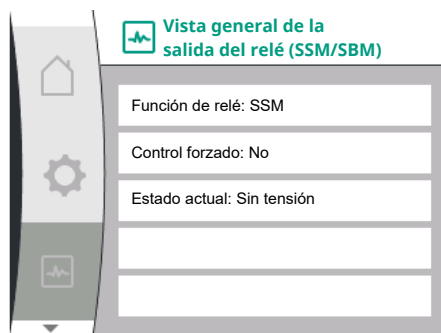 Vista general de la
salida del relé (SSM/SBM)
Función de relé: SSM
Control forzado: No
Estado actual: Sin tensión